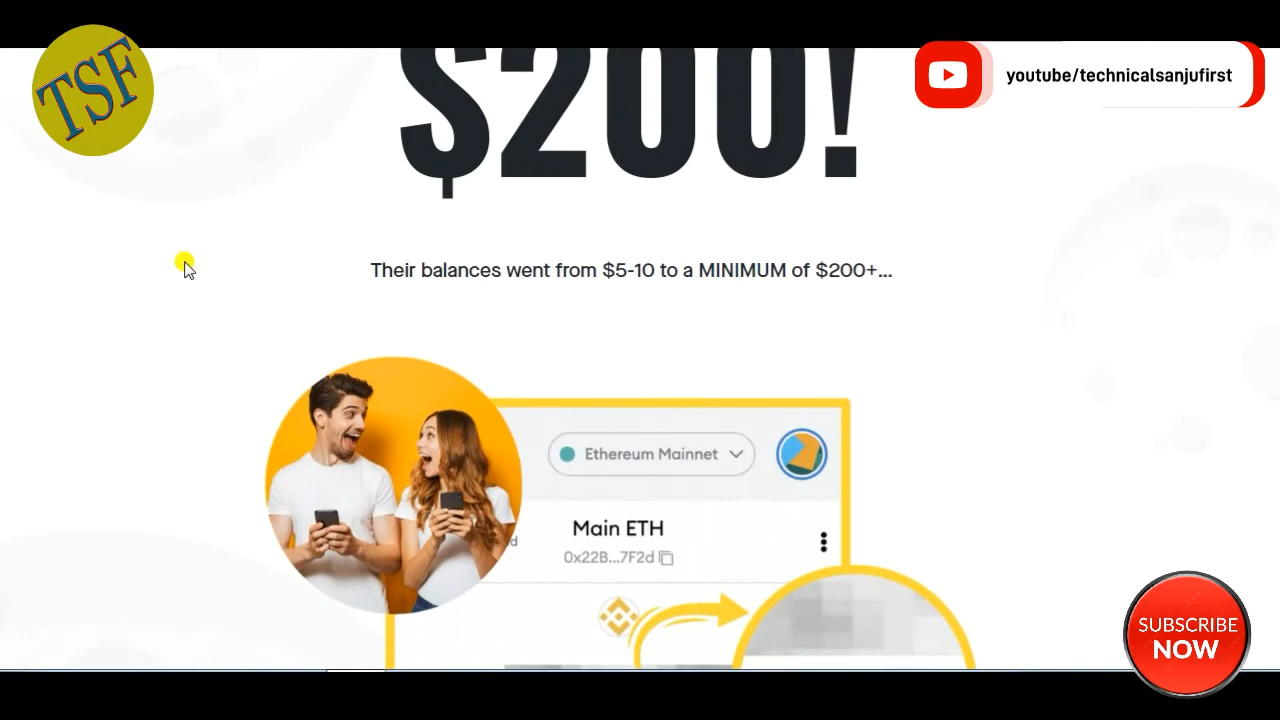 TSF
$200!
youtube/technicalsanjufirst
Their balances went from $5-10 to a MINIMUM of $200+...
Ethereum Mainnet
Main ETH
d
0x22B...7F2d
SUBSCRIBE
NOW